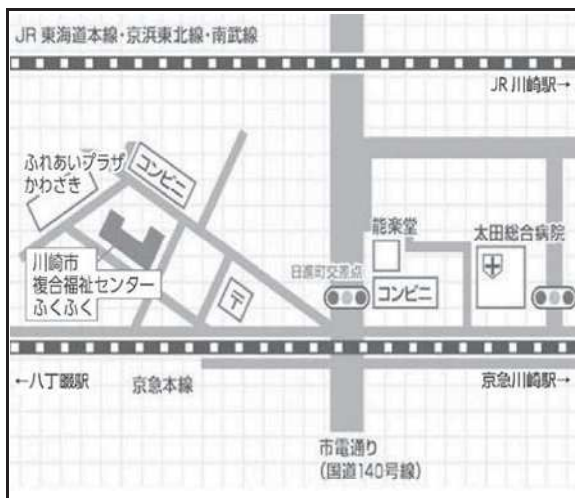 JR 東海道本線・京浜東北線・南武線
JR 川崎駅→
ふれあいプラザ
かわさき
コンビニ
川崎市
複合福祉センター
ふくふく
〒
日進町交差点
能楽堂
コンビニ
太田総合病院
←八丁畷駅
京急本線
京急川崎駅→
市電通り
(国道140号線)